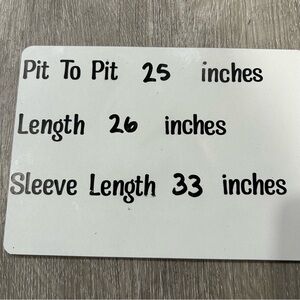 Pit To Pit 25 inches
Length 26 inches
Sleeve Length 33 inches